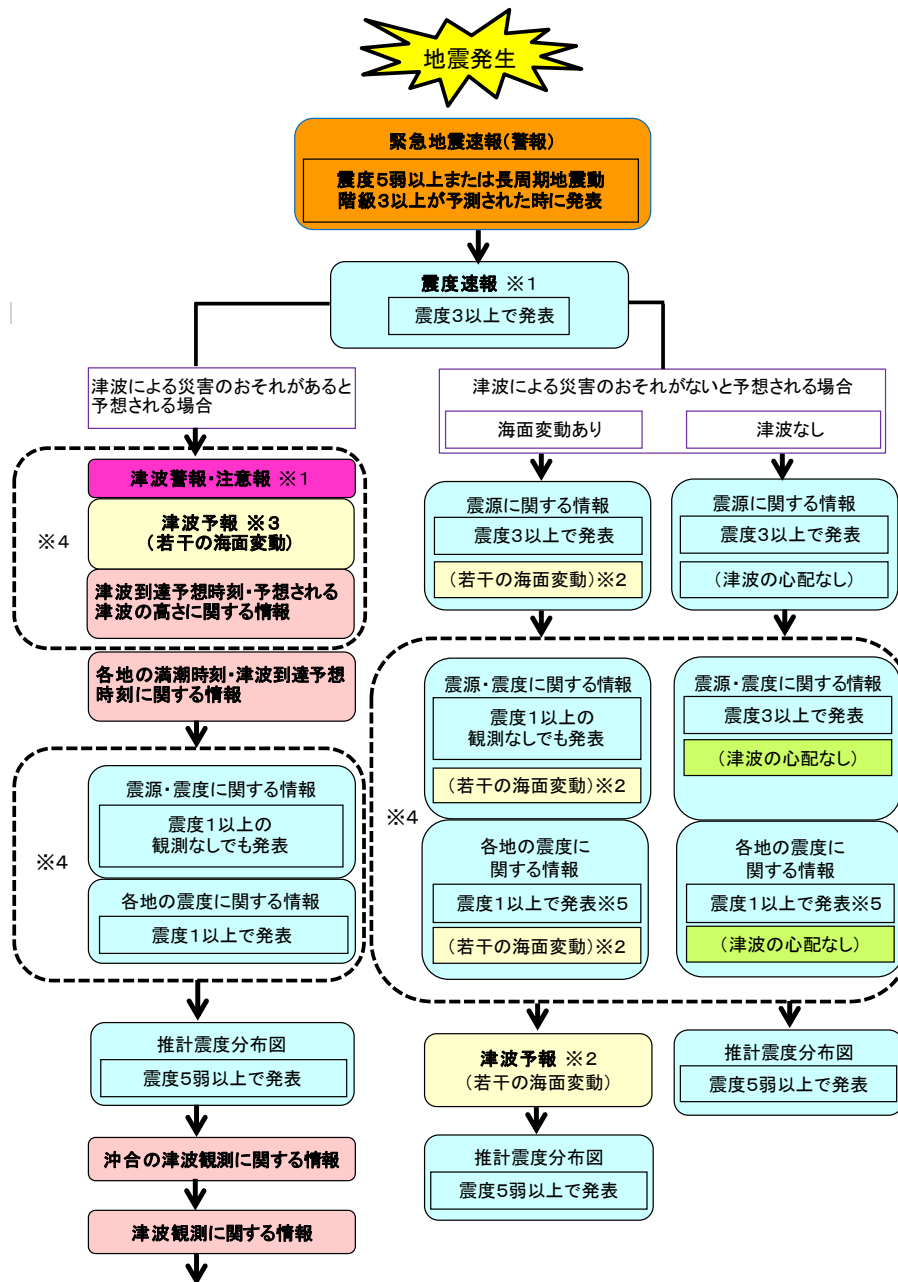 地震発生
緊急地震速報(警報)
震度5弱以上または長周期地震動
階級3以上が予測された時に発表
震度速報 ※1
震度3以上で発表
津波による災害のおそれがあると
予想される場合
津波警報・注意報 ※1
津波予報 ※3
(若干の海面変動)
津波到達予想時刻・予想される
津波の高さに関する情報
※4
各地の満潮時刻・津波到達予想
時刻に関する情報
震源・震度に関する情報
震度1以上の
観測なしでも発表
各地の震度に関する情報
震度1以上で発表
※4
推計震度分布図
震度5弱以上で発表
沖合の津波観測に関する情報
津波観測に関する情報
津波による災害のおそれがないと予想される場合
海面変動あり
震源に関する情報
震度3以上で発表
(若干の海面変動)※2
震源・震度に関する情報
震度1以上の
観測なしでも発表
(若干の海面変動)※2
※4
各地の震度に
関する情報
震度1以上で発表※5
(若干の海面変動)※2
津波予報 ※2
(若干の海面変動)
推計震度分布図
震度5弱以上で発表
津波なし
震源に関する情報
震度3以上で発表
(津波の心配なし)
震源・震度に関する情報
震度3以上で発表
(津波の心配なし)
各地の震度に
関する情報
震度1以上で発表※5
(津波の心配なし)
推計震度分布図
震度5弱以上で発表